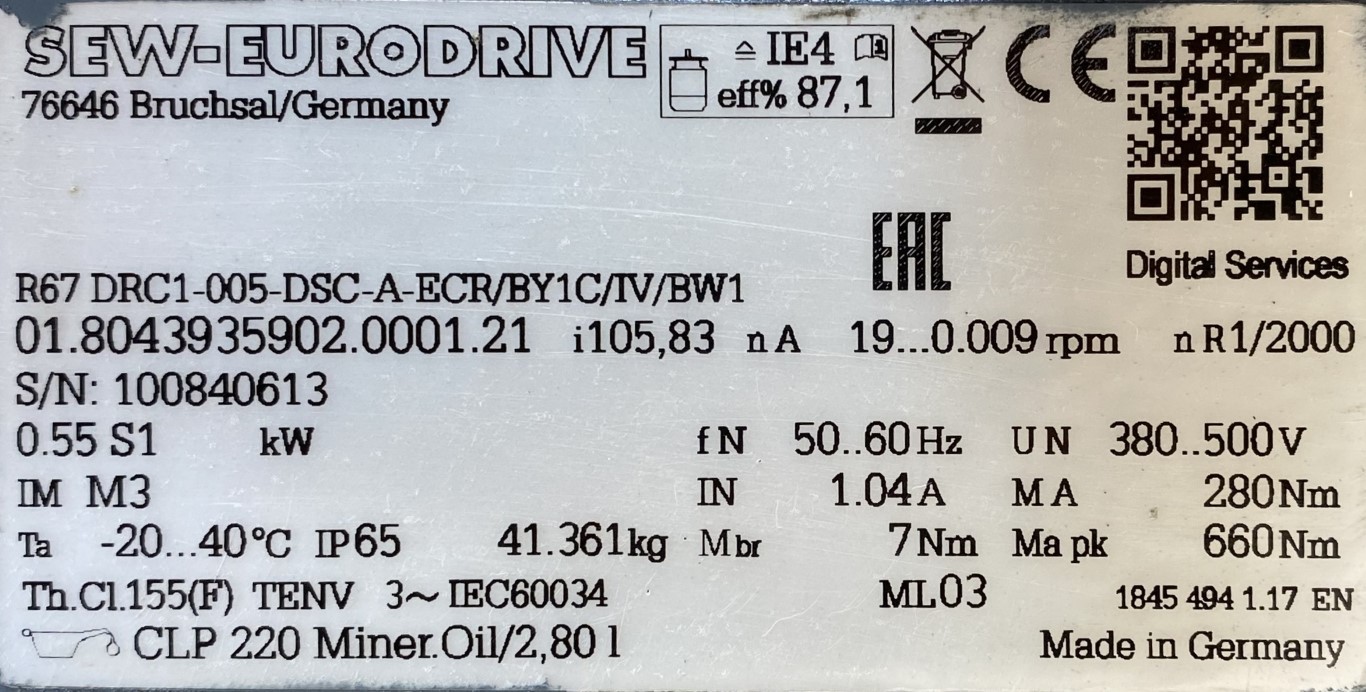 SEW-EURODRIVE
76646 Bruchsal/Germany
≙ IE4
eff% 87,1
CE
EAC
Digital Services
R67 DRC1-005-DSC-A-ECR/BY1C/IV/BW1
01.8043935902.0001.21 i105,83 nA 19...0.009 rpm nR1/2000
S/N: 100840613
0.55 S1 kW fN 50..60Hz UN 380..500V
IM M3 IN 1.04A MA 280Nm
Ta -20...40°C IP65 41.361kg Mbr 7Nm Ma pk 660Nm
Th.Cl.155(F) TENV 3~ IEC60034 ML03 1845 494 1.17 EN
CLP 220 Miner.Oil/2,80 l Made in Germany